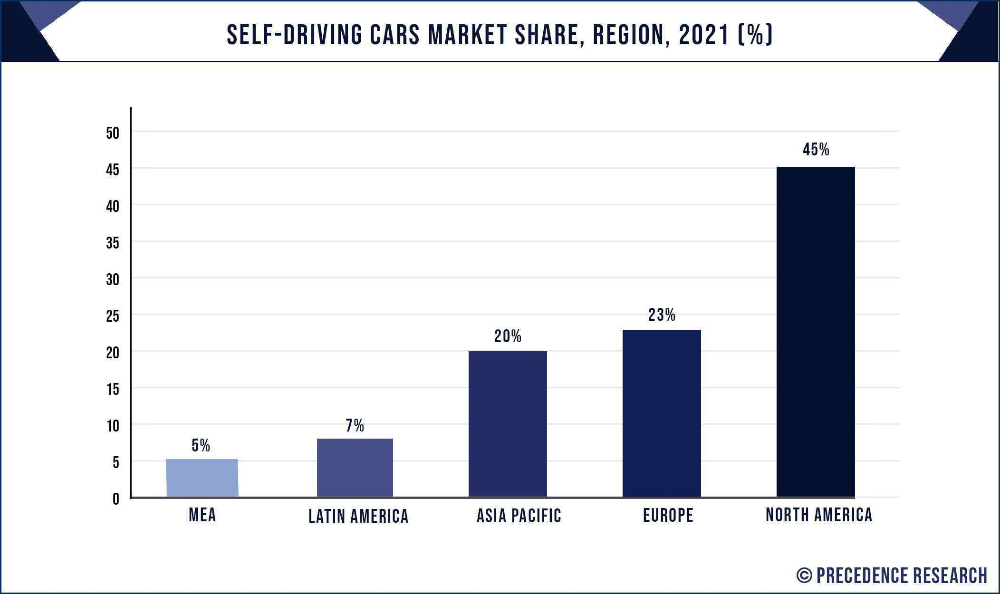 SELF-DRIVING CARS MARKET SHARE, REGION, 2021 (%)
50
45
40
35
30
25
20
15
10
5
0
5%
7%
20%
23%
45%
MEA
LATIN AMERICA
ASIA PACIFIC
EUROPE
NORTH AMERICA
© PRECEDENCE RESEARCH